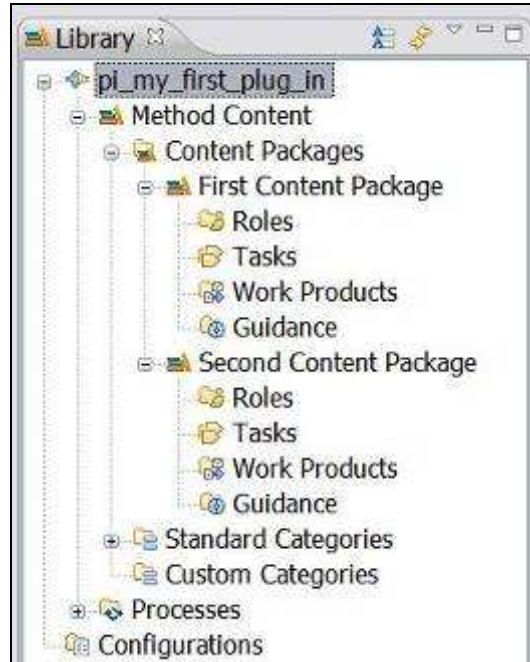 Library
pi_my_first_plug_in
Method Content
Content Packages
First Content Package
Roles
Tasks
Work Products
Guidance
Second Content Package
Roles
Tasks
Work Products
Guidance
Standard Categories
Custom Categories
Processes
Configurations